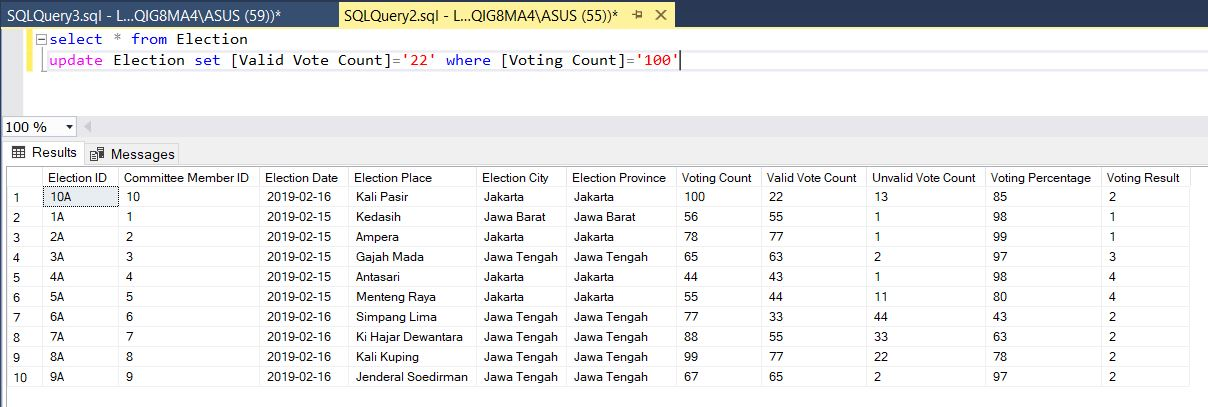 SQLQuery3.sql - L...QIG8MA4\ASUS (59))* SQLQuery2.sql - L...QIG8MA4\ASUS (55))*
select * from Election
update Election set [Valid Vote Count]='22' where [Voting Count]='100'
100 %
Results Messages
Election ID Committee Member ID Election Date Election Place Election City Election Province Voting Count Valid Vote Count Unvalid Vote Count Voting Percentage Voting Result
1 10A 10 2019-02-16 Kali Pasir Jakarta Jakarta 100 22 13 85 2
2 1A 1 2019-02-15 Kedasih Jawa Barat Jawa Barat 56 55 1 98 1
3 2A 2 2019-02-15 Ampera Jakarta Jakarta 78 77 1 99 1
4 3A 3 2019-02-15 Gajah Mada Jawa Tengah Jawa Tengah 65 63 2 97 3
5 4A 4 2019-02-15 Antasari Jakarta Jakarta 44 43 1 98 4
6 5A 5 2019-02-15 Menteng Raya Jakarta Jakarta 55 44 11 80 4
7 6A 6 2019-02-16 Simpang Lima Jawa Tengah Jawa Tengah 77 33 44 43 2
8 7A 7 2019-02-16 Ki Hajar Dewantara Jawa Tengah Jawa Tengah 88 55 33 63 2
9 8A 8 2019-02-16 Kali Kuping Jawa Tengah Jawa Tengah 99 77 22 78 2
10 9A 9 2019-02-16 Jenderal Soedirman Jawa Tengah Jawa Tengah 67 65 2 97 2